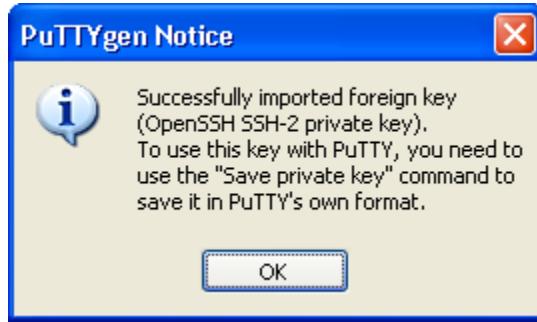 PuTTYgen Notice
Successfully imported foreign key
(OpenSSH SSH-2 private key).
To use this key with PuTTY, you need to
use the "Save private key" command to
save it in PuTTY's own format.
OK